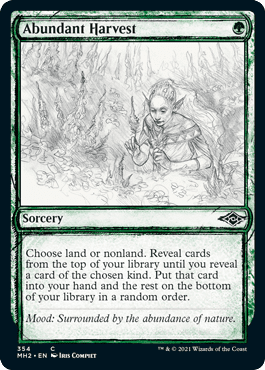 Abundant Harvest
Sorcery
Choose land or nonland. Reveal cards
from the top of your library until you reveal
a card of the chosen kind. Put that card
into your hand and the rest on the bottom
of your library in a random order.
Mood: Surrounded by the abundance of nature.
354 C
MH2 • EN Iris Compiet
™ & © 2021 Wizards of the Coast